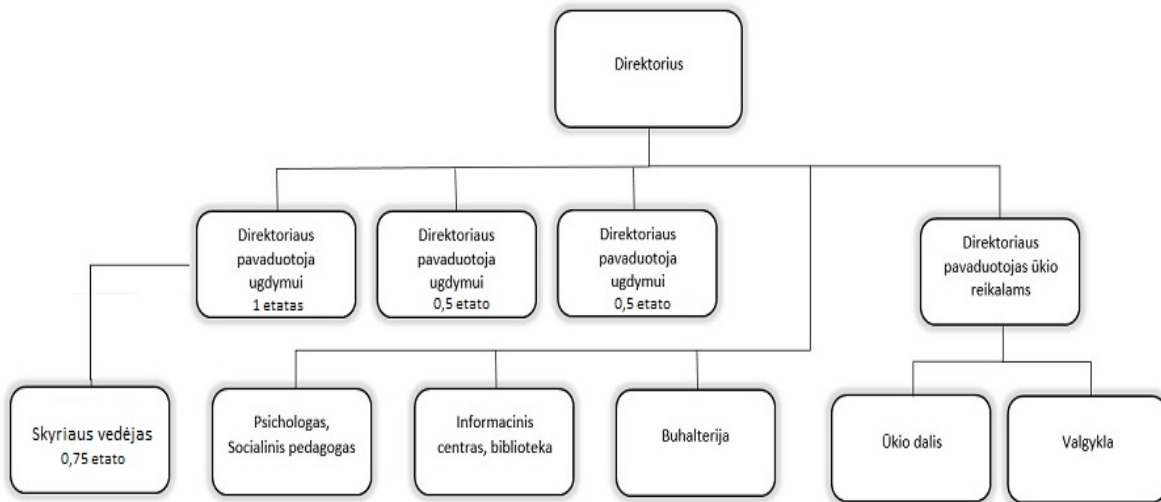 Direktorius
Direktoriaus
pavaduotoja
ugdymui
1 etatas
Direktoriaus
pavaduotoja
ugdymui
0,5 etato
Direktoriaus
pavaduotoja
ugdymui
0,5 etato
Direktoriaus
pavaduotojas ūkio
reikalams
Skyriaus vedėjas
0,75 etato
Psichologas,
Socialinis pedagogas
Informacinis
centras, biblioteka
Buhalterija
Ūkio dalis
Valgykla